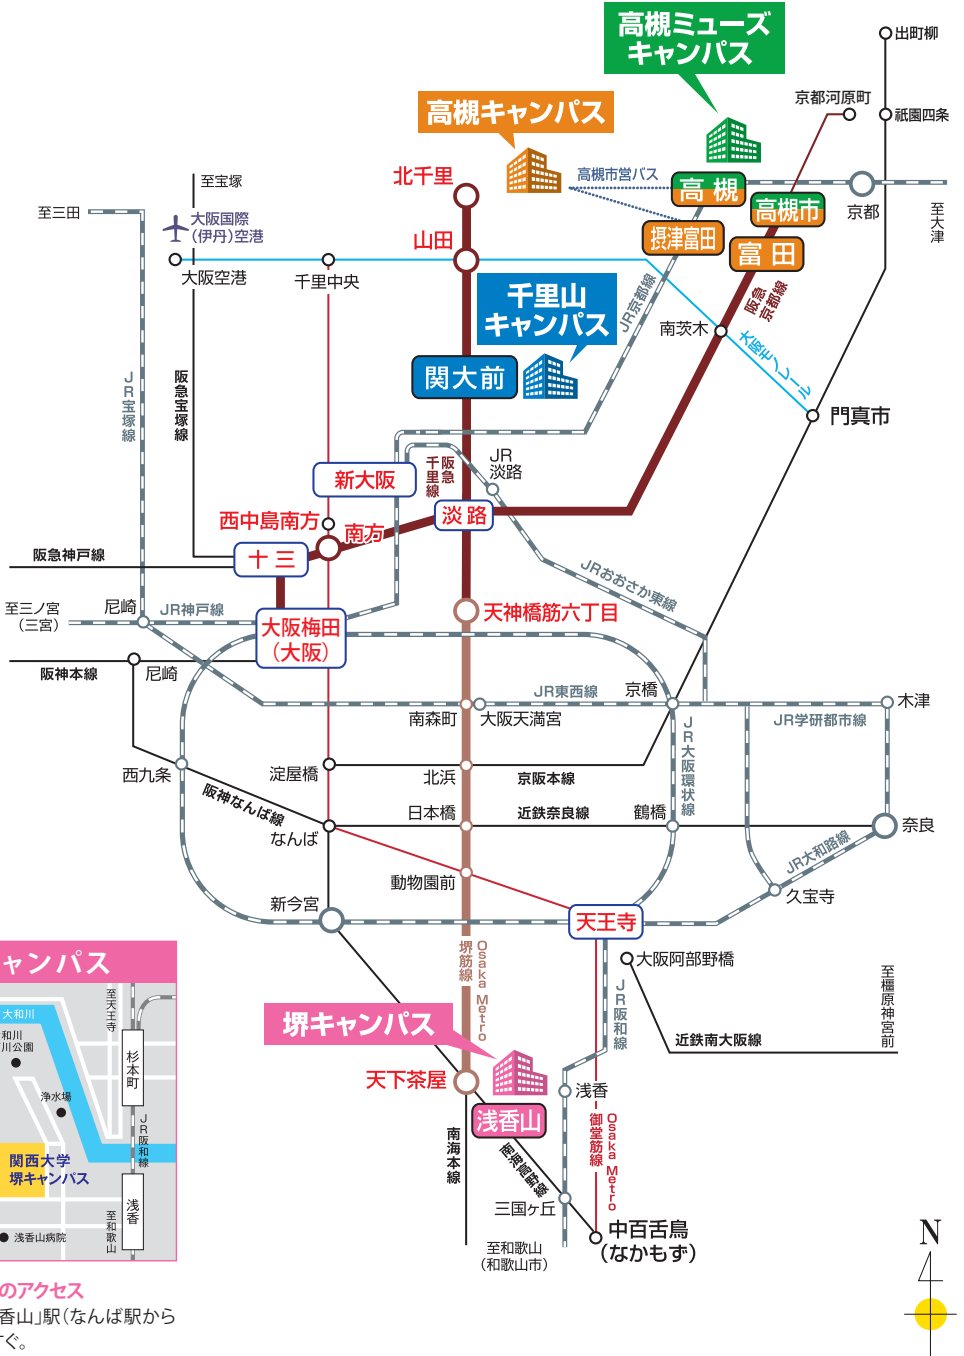 高槻ミューズ
キャンパス
高槻キャンパス
出町柳
京都河原町
祇園四条
北千里
至宝塚
高槻市営バス
高 槻
高槻市
京都
至大津
至三田
大阪国際
(伊丹)空港
山田
摂津富田
富 田
大阪空港
千里中央
千里山
キャンパス
JR京都線
阪急
京都線
南茨木
大阪モノレール
関大前
JR宝塚線
阪急宝塚線
門真市
JR
淡路
阪急
千里線
新大阪
西中島南方
南方
淡 路
阪急神戸線
十 三
JRおおさか東線
至三ノ宮
(三宮)
尼崎
JR神戸線
大阪梅田
(大阪)
天神橋筋六丁目
阪神本線
尼崎
JR東西線
京橋
木津
南森町
大阪天満宮
JR学研都市線
JR大阪環状線
西九条
淀屋橋
北浜
京阪本線
阪神なんば線
なんば
日本橋
近鉄奈良線
鶴橋
奈良
JR大和路線
動物園前
久宝寺
新今宮
天王寺
堺筋線
Osaka Metro
大阪阿部野橋
至橿原神宮前
JR阪和線
近鉄南大阪線
堺キャンパス
天下茶屋
浅香山
浅香
南海本線
南海高野線
御堂筋線
Osaka Metro
三国ヶ丘
中百舌鳥
(なかもず)
至和歌山
(和歌山市)
ャンパス
至天王寺
大和川
和川
川公園
杉本町
浄水場
JR阪和線
関西大学
堺キャンパス
浅香
至和歌山
浅香山病院
のアクセス
香山」駅(なんば駅から
ぐ。
N